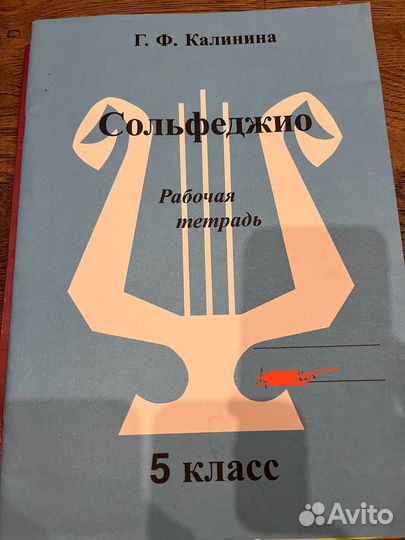 Г. Ф. Калинина
Сольфеджио
Рабочая
тетрадь
5 класс
Avito